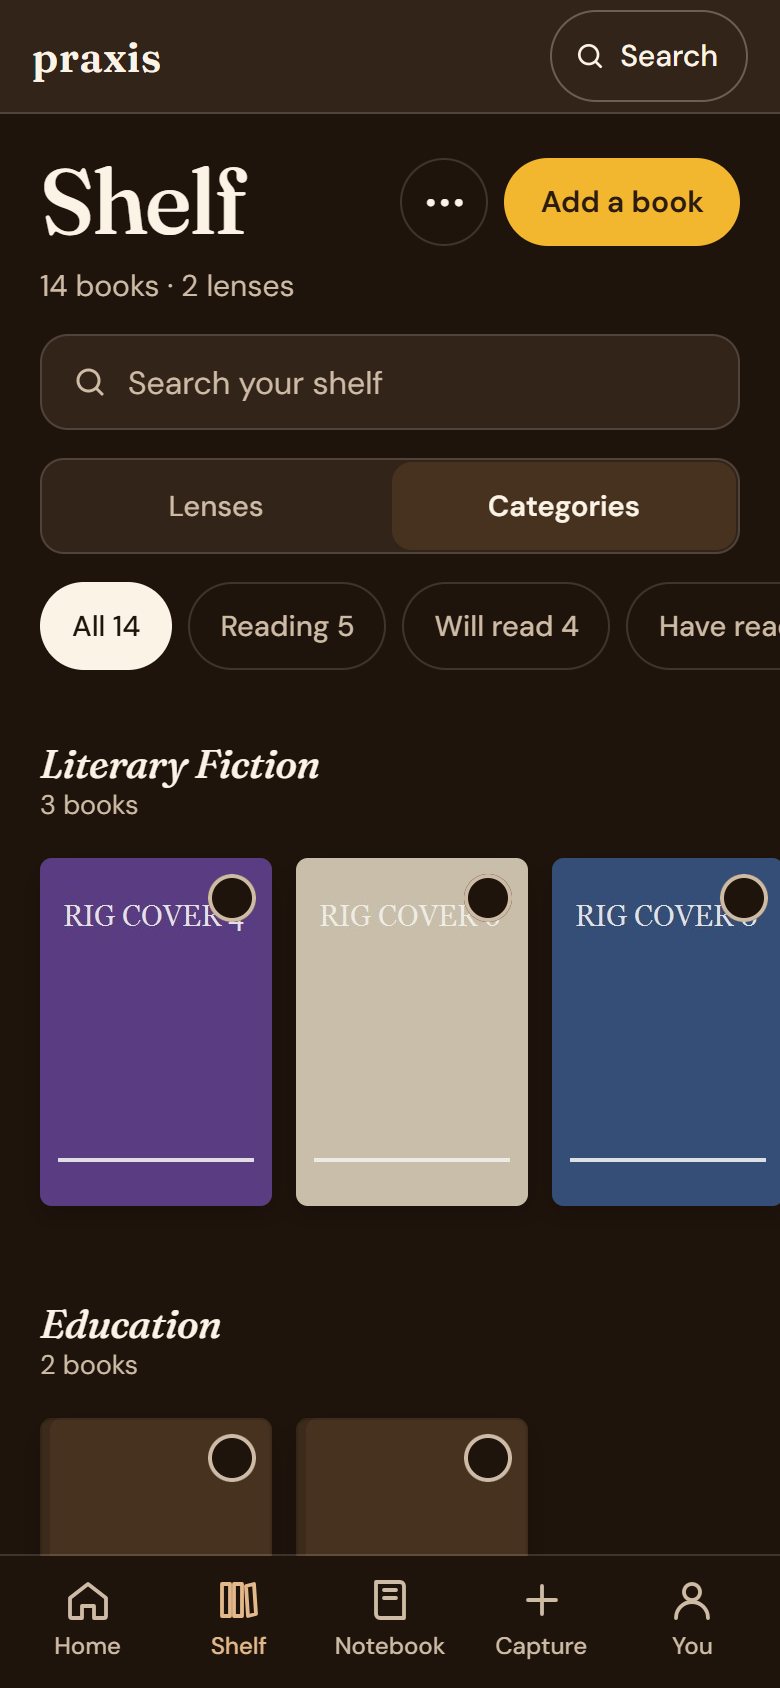 praxis
Search
Shelf
Add a book
14 books · 2 lenses
Search your shelf
Lenses
Categories
All 14
Reading 5
Will read 4
Have
Literary Fiction
3 books
RIG COVER
RIG COVER
RIG COVER
Education
2 books
Home
Shelf
Notebook
Capture
You